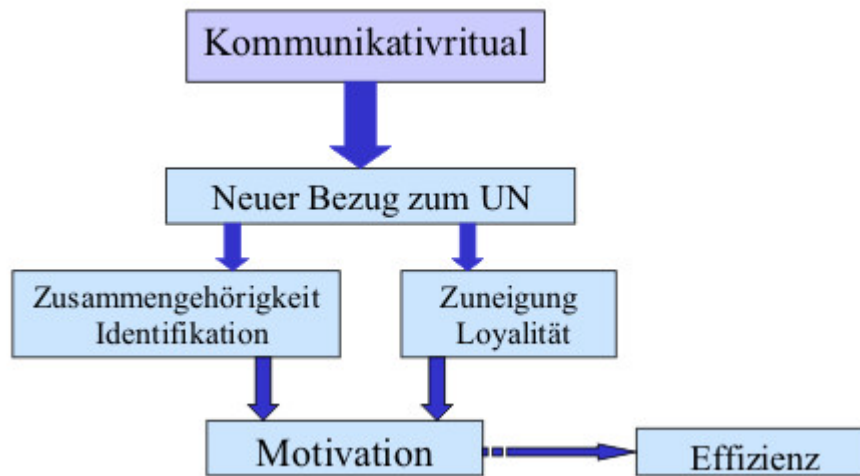 Kommunikativritual
Neuer Bezug zum UN
Zusammengehörigkeit
Identifikation
Zuneigung
Loyalität
Motivation
Effizienz